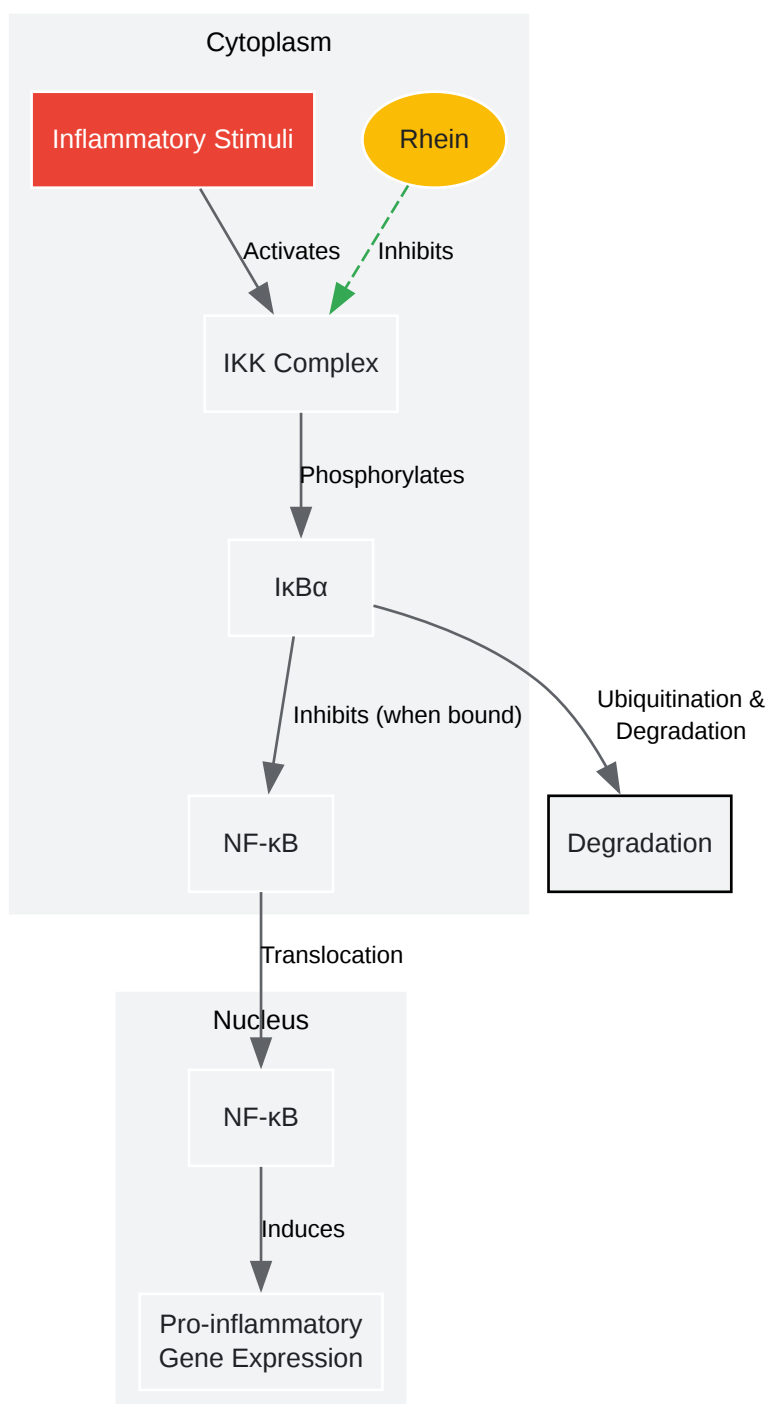 Cytoplasm
Inflammatory Stimuli
Rhein
Activates
Inhibits
IKK Complex
Phosphorylates
IκBα
Ubiquitination &
Degradation
Inhibits (when bound)
NF-κB
Degradation
Translocation
Nucleus
NF-κB
Induces
Pro-inflammatory
Gene Expression